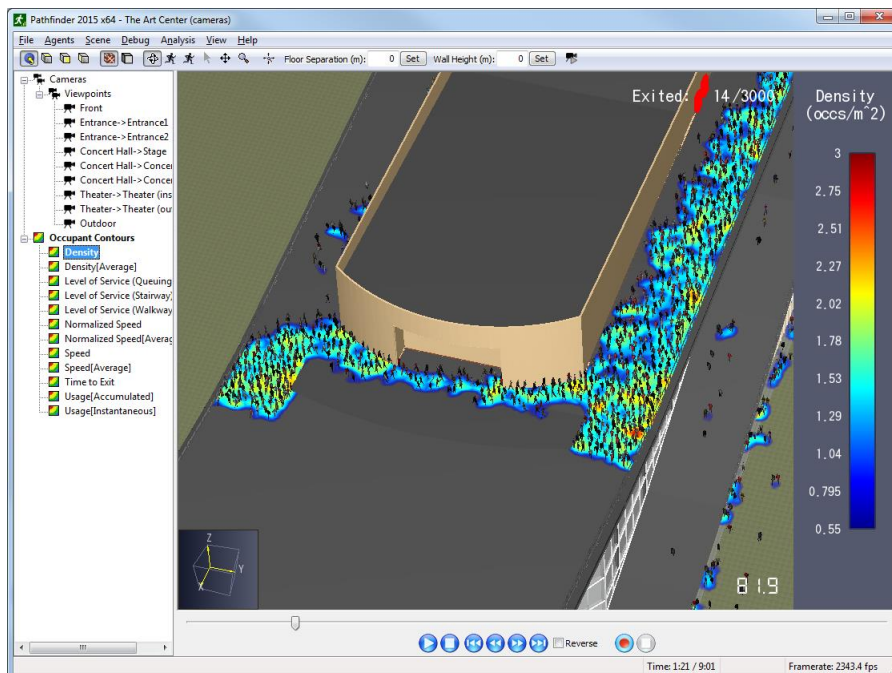 Pathfinder 2015 x64 - The Art Center (cameras)
File Agents Scene Debug Analysis View Help
Floor Separation (m): 0 Set Wall Height (m): 0 Set
Cameras
Viewpoints
Front
Entrance->Entrance1
Entrance->Entrance2
Concert Hall->Stage
Concert Hall->Concer
Concert Hall->Concer
Theater->Theater (ins
Theater->Theater (ou
Outdoor
Occupant Contours
Density
Density[Average]
Level of Service (Queuing
Level of Service (Stairway)
Level of Service (Walkway
Normalized Speed
Normalized Speed[Averag
Speed
Speed[Average]
Time to Exit
Usage[Accumulated]
Usage[Instantaneous]
Exited: 14/3000
Density
(occs/m^2)
3
2.75
2.51
2.27
2.02
1.78
1.53
1.29
1.04
0.795
0.55
Z
Y
X
81.9
Reverse
Time: 1:21 / 9:01
Framerate: 2343.4 fps